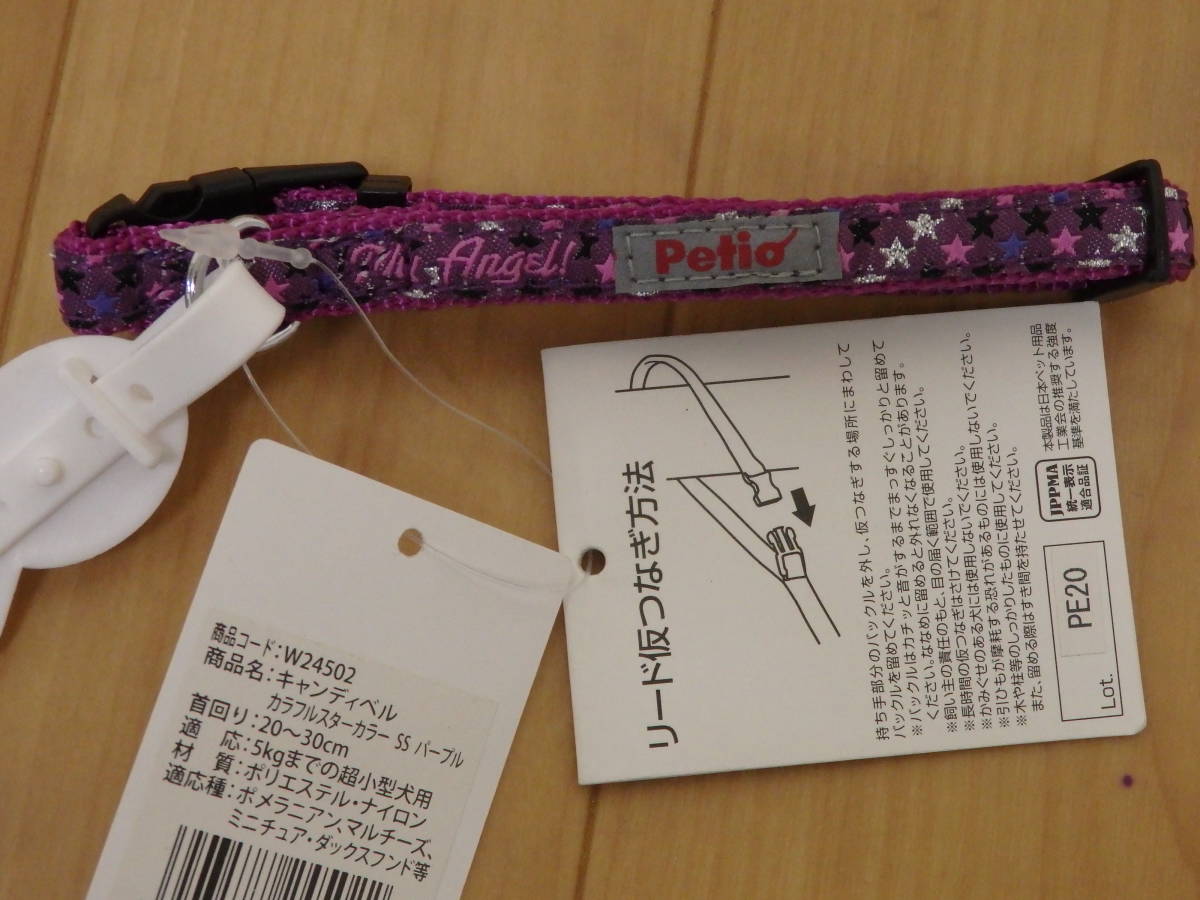 My Angel!
Petio
商品コード：W24502
商品名：キャンディベル
カラフルスターカラー SS パープル
首回り：20～30cm
適　応：5kgまでの超小型犬用
材　質：ポリエステル・ナイロン
適応種：ポメラニアン、マルチーズ、
ミニチュア・ダックスフンド等
リード仮つなぎ方法
持ち手部分のバックルを外し、仮つなぎする場所にまわして
バックルを留めてください。
※バックルはカチッと音がするまでまっすぐしっかりと留めて
ください。ななめに留めると外れなくなることがあります。
※飼い主の責任のもと、目の届く範囲で使用してください。
※長時間の仮つなぎはさけてください。
※かみぐせのある犬には使用しないでください。
※引ひもが摩耗する恐れがあるものには使用しないでください。
※木や柱等のしっかりしたものに使用してください。
また、留める際はすき間を持たせてください。
Lot.
PE20
JPPMA
統一表示
適合品証
本製品は日本ペット用品
工業会の推奨する強度
基準を満たしています。